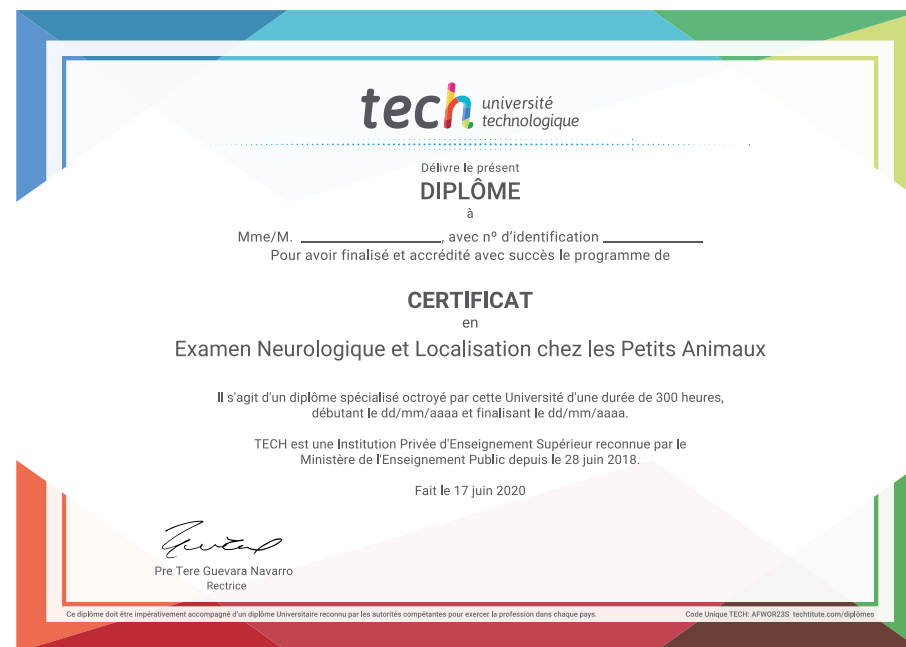 tech université
technologique
Délivre le présent
DIPLÔME
à
Mme/M. ____________________, avec nº d'identification ______________
Pour avoir finalisé et accrédité avec succès le programme de
CERTIFICAT
en
Examen Neurologique et Localisation chez les Petits Animaux
Il s'agit d'un diplôme spécialisé octroyé par cette Université d'une durée de 300 heures,
débutant le dd/mm/aaaa et finalisant le dd/mm/aaaa.
TECH est une Institution Privée d'Enseignement Supérieur reconnue par le
Ministère de l'Enseignement Public depuis le 28 juin 2018.
Fait le 17 juin 2020
Pre Tere Guevara Navarro
Rectrice
Ce diplôme doit être impérativement accompagné d'un diplôme Universitaire reconnu par les autorités compétentes pour exercer la profession dans chaque pays.
Code Unique TECH: AFWOR23S techtitute.com/diplômes